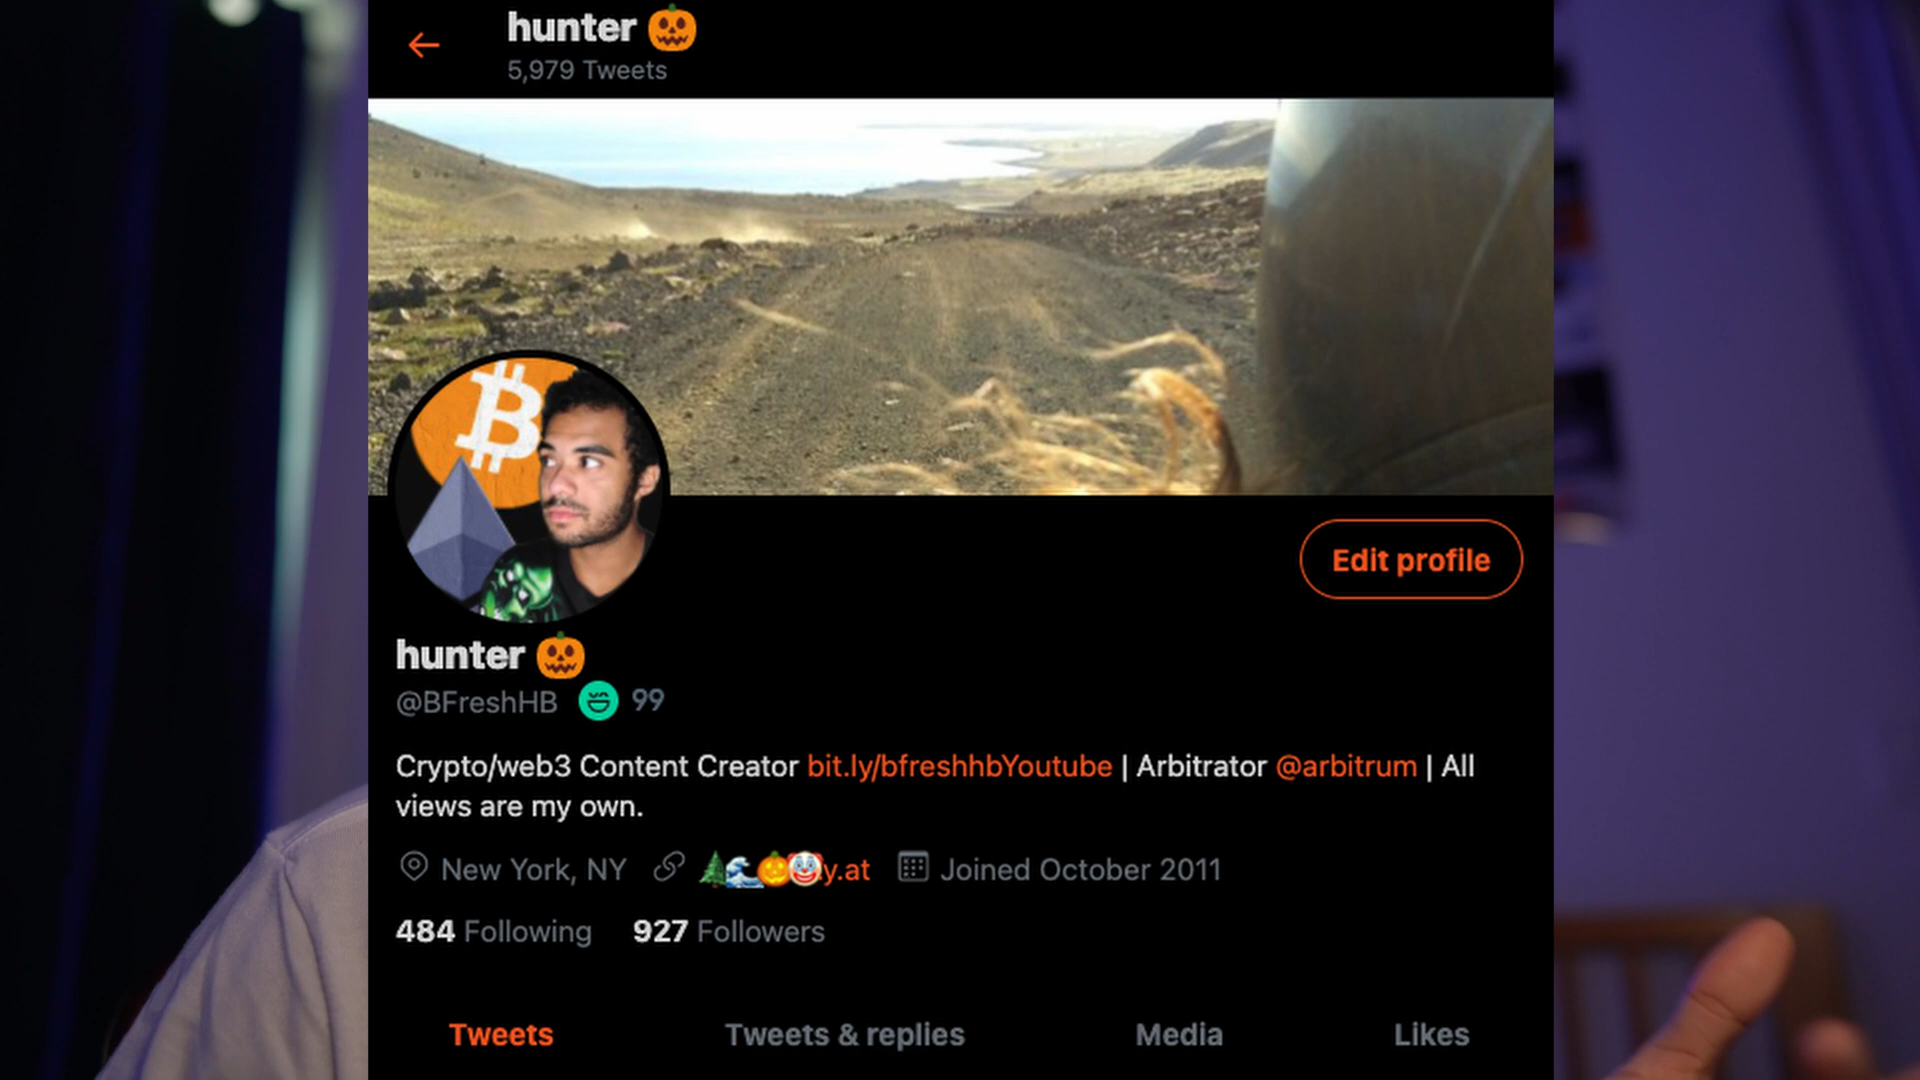 hunter 🎃
5,979 Tweets
Edit profile
hunter 🎃
@BFreshHB 99
Crypto/web3 Content Creator bit.ly/bfreshhbYoutube | Arbitrator @arbitrum | All
views are my own.
New York, NY 🌲🌊🎃🤡y.at Joined October 2011
484 Following 927 Followers
Tweets Tweets & replies Media Likes